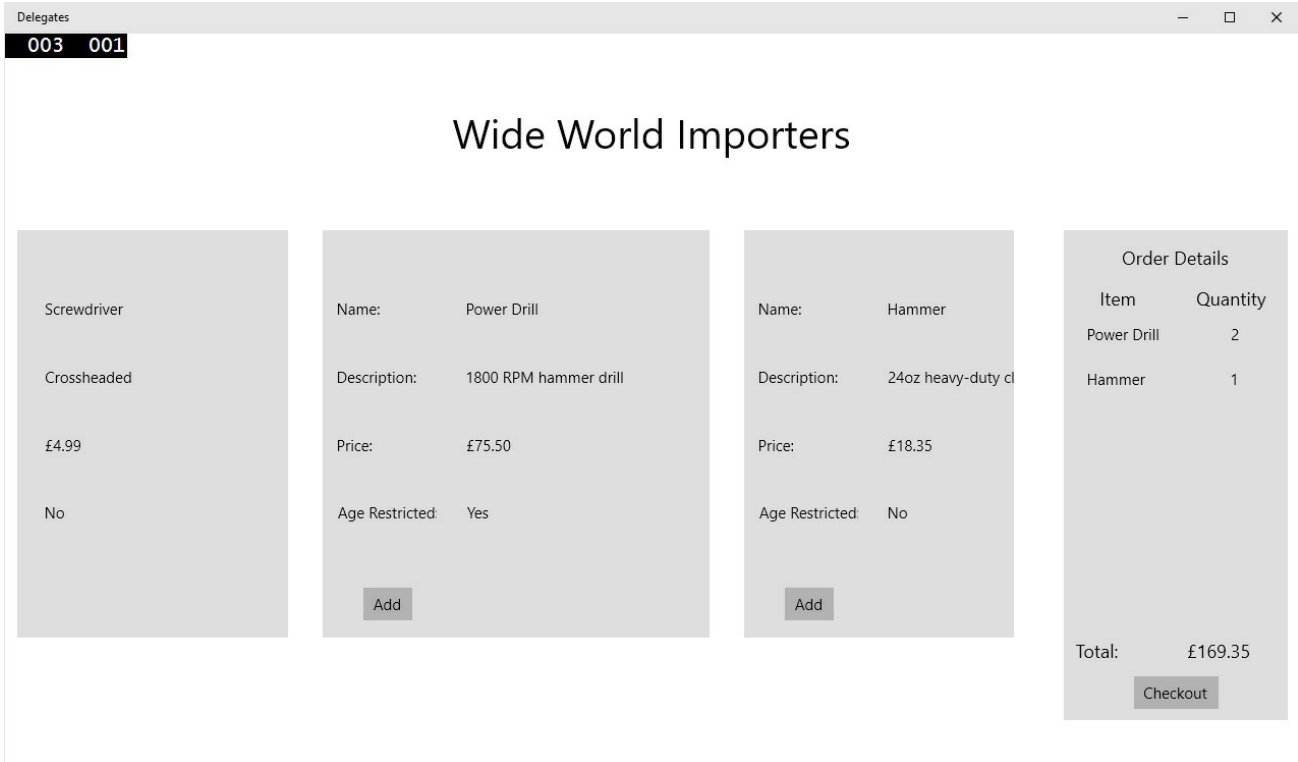 Delegates
003 001
Wide World Importers
Screwdriver
Crossheaded
£4.99
No
Name: Power Drill
Description: 1800 RPM hammer drill
Price: £75.50
Age Restricted: Yes
Add
Name: Hammer
Description: 24oz heavy-duty
Price: £18.35
Age Restricted: No
Add
Order Details
Item Quantity
Power Drill 2
Hammer 1
Total: £169.35
Checkout